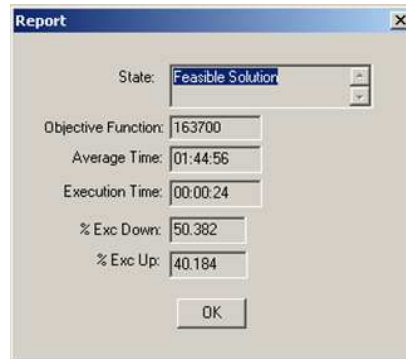 Report
State: Feasible Solution
Objective Function: 163700
Average Time: 01:44:56
Execution Time: 00:00:24
% Exc Down: 50.382
% Exc Up: 40.184
OK